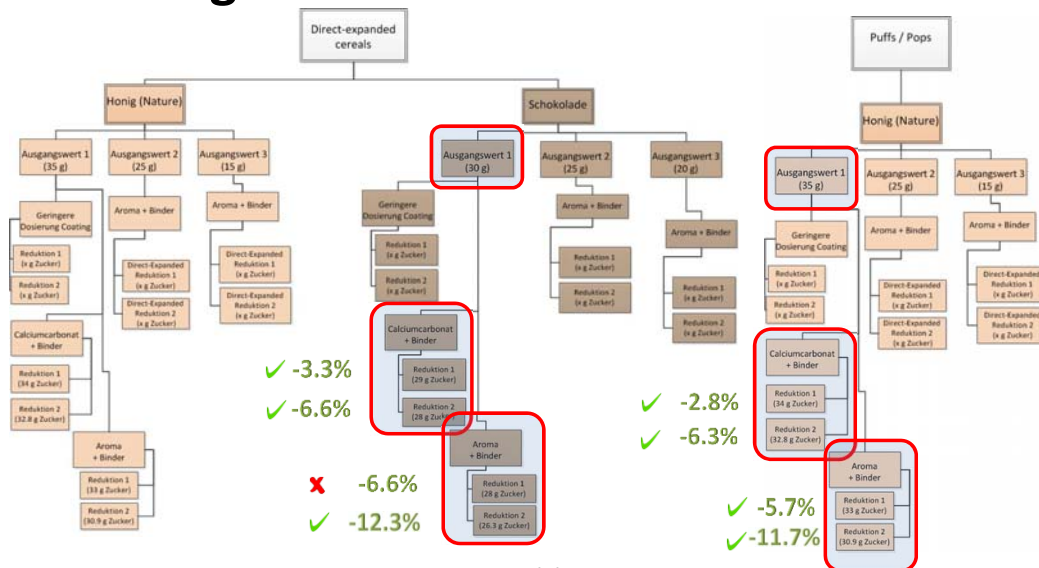 Direct-expanded
cereals
Honig (Nature)
Ausgangswert 1
(35 g)
Ausgangswert 2
(25 g)
Ausgangswert 3
(15 g)
Geringere
Dosierung Coating
Reduktion 1
(x g Zucker)
Reduktion 2
(x g Zucker)
Aroma + Binder
Direct-Expanded
Reduktion 1
(x g Zucker)
Direct-Expanded
Reduktion 2
(x g Zucker)
Aroma + Binder
Direct-Expanded
Reduktion 1
(x g Zucker)
Direct-Expanded
Reduktion 2
(x g Zucker)
Calciumcarbonat
+ Binder
Reduktion 1
(34 g Zucker)
Reduktion 2
(32.8 g Zucker)
Aroma
+ Binder
Reduktion 1
(33 g Zucker)
Reduktion 2
(30.9 g Zucker)
Schokolade
Ausgangswert 1
(30 g)
Ausgangswert 2
(25 g)
Ausgangswert 3
(20 g)
Geringere
Dosierung Coating
Reduktion 1
(x g Zucker)
Reduktion 2
(x g Zucker)
Aroma + Binder
Reduktion 1
(x g Zucker)
Reduktion 2
(x g Zucker)
Aroma + Binder
Reduktion 1
(x g Zucker)
Reduktion 2
(x g Zucker)
Calciumcarbonat
+ Binder
✓ -3.3%
Reduktion 1
(29 g Zucker)
✓ -6.6%
Reduktion 2
(28 g Zucker)
Aroma
+ Binder
✗ -6.6%
Reduktion 1
(28 g Zucker)
✓ -12.3%
Reduktion 2
(26.3 g Zucker)
Puffs / Pops
Honig (Nature)
Ausgangswert 1
(35 g)
Ausgangswert 2
(25 g)
Ausgangswert 3
(15 g)
Geringere
Dosierung Coating
Reduktion 1
(x g Zucker)
Reduktion 2
(x g Zucker)
Aroma + Binder
Direct-Expanded
Reduktion 1
(x g Zucker)
Direct-Expanded
Reduktion 2
(x g Zucker)
Aroma + Binder
Direct-Expanded
Reduktion 1
(x g Zucker)
Direct-Expanded
Reduktion 2
(x g Zucker)
Calciumcarbonat
+ Binder
✓ -2.8%
Reduktion 1
(34 g Zucker)
✓ -6.3%
Reduktion 2
(32.8 g Zucker)
Aroma
+ Binder
✓ -5.7%
Reduktion 1
(33 g Zucker)
✓ -11.7%
Reduktion 2
(30.9 g Zucker)